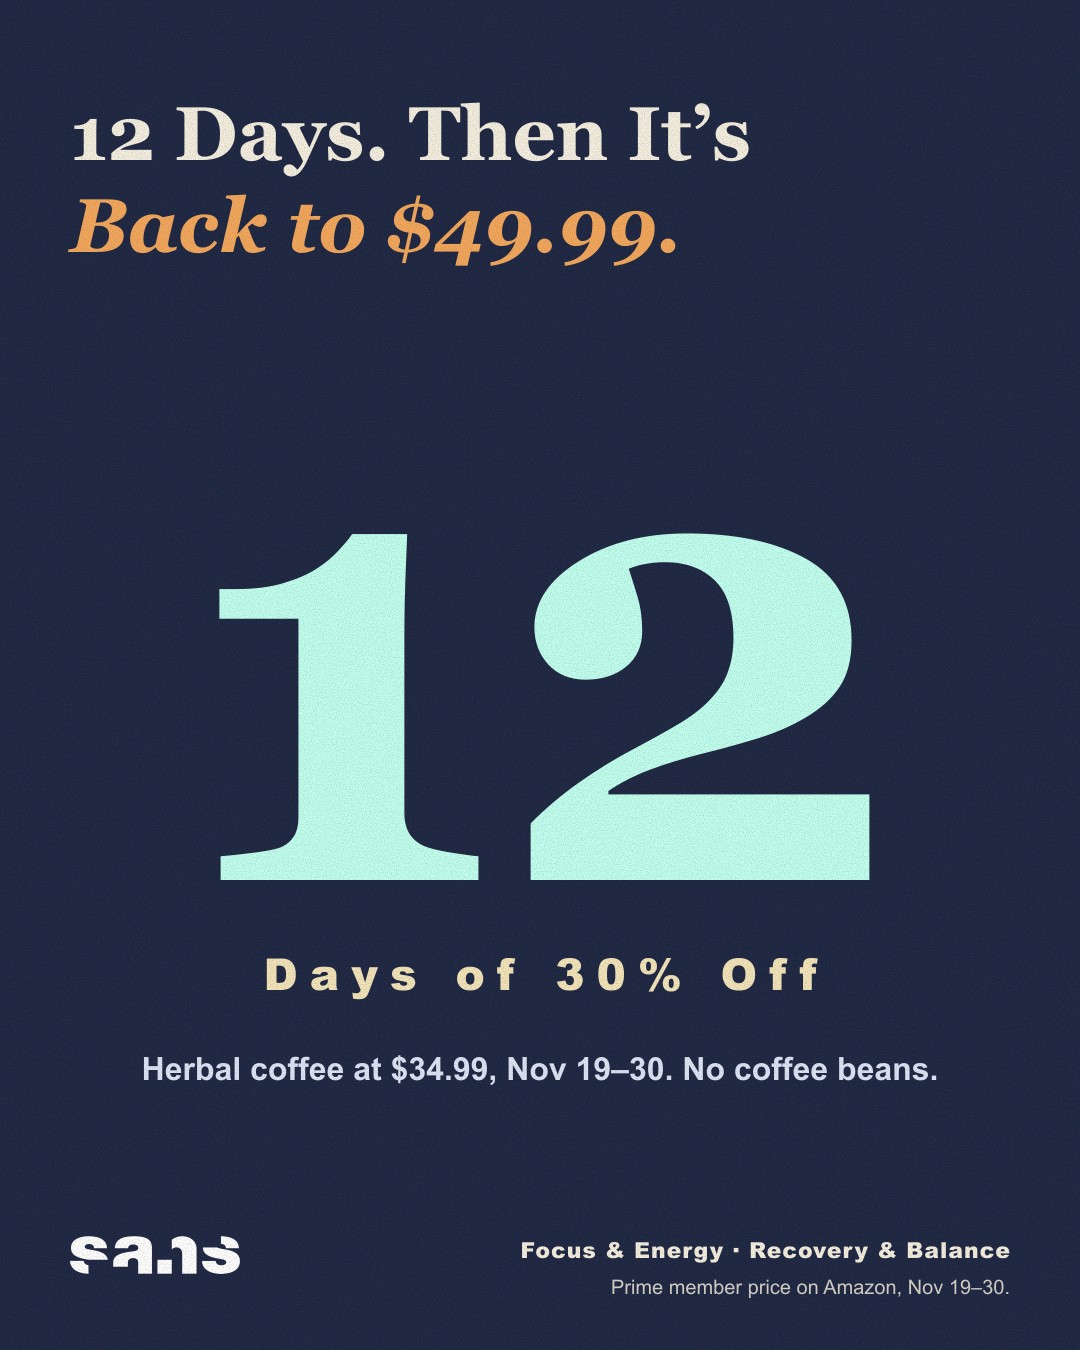 12 Days. Then It’s
Back to $49.99.
12
Days of 30% Off
Herbal coffee at $34.99, Nov 19–30. No coffee beans.
sans
Focus & Energy · Recovery & Balance
Prime member price on Amazon, Nov 19–30.